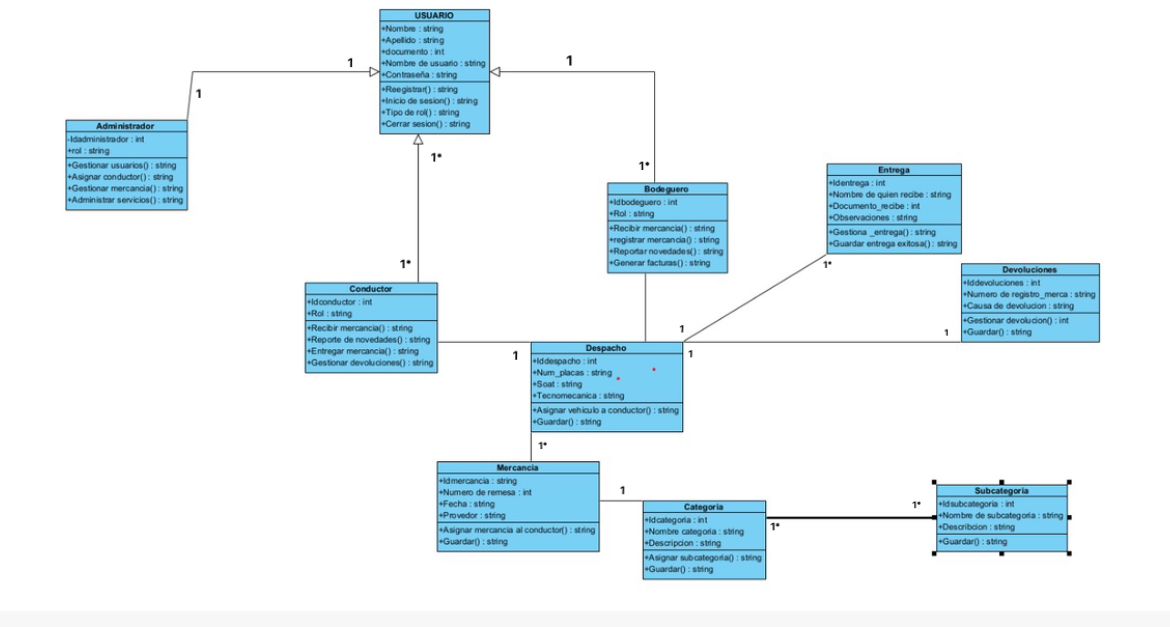 USUARIO
+Nombre : string
+Apellido : string
+documento : int
+Nombre de usuario : string
+Contraseña : string
+Reegistrar() : string
+Inicio de sesion() : string
+Tipo de rol() : string
+Cerrar sesion() : string
1
1
1
1*
1*
1*
Administrador
-Idadministrador : int
+rol : string
+Gestionar usuarios() : string
+Asignar conductor() : string
+Gestionar mercancia() : string
+Administrar servicios() : string
Bodeguero
+Idbodeguero : int
+Rol : string
+Recibir mercancia() : string
+registrar mercancia() : string
+Reportar novedades() : string
+Generar facturas() : string
Entrega
+Identrega : int
+Nombre de quien recibe : string
+Documento_recibe : int
+Observaciones : string
+Gestiona _entrega() : string
+Guardar entrega exitosa() : string
1*
Devoluciones
+Iddevoluciones : int
+Numero de registro_merca : string
+Causa de devolucion : string
+Gestionar devolucion() : int
+Guardar() : string
Conductor
+Idconductor : int
+Rol : string
+Recibir mercancia() : string
+Reporte de novedades() : string
+Entregar mercancia() : string
+Gestionar devoluciones() : string
1
1
1
1
Despacho
+Iddespacho : int
+Num_placas : string
+Soat : string
+Tecnomecanica : string
+Asignar vehiculo a conductor() : string
+Guardar() : string
1*
Mercancia
+Idmercancia : string
+Numero de remesa : int
+Fecha : string
+Provedor : string
+Asignar mercancia al conductor() : string
+Guardar() : string
1
Categoria
+Idcategoria : int
+Nombre categoria : string
+Descripcion : string
+Asignar subcategoria() : string
+Guardar() : string
1*
1*
Subcategoria
+Idsubcategoria : int
+Nombre de subcategoria : string
+Describcion : string
+Guardar() : string